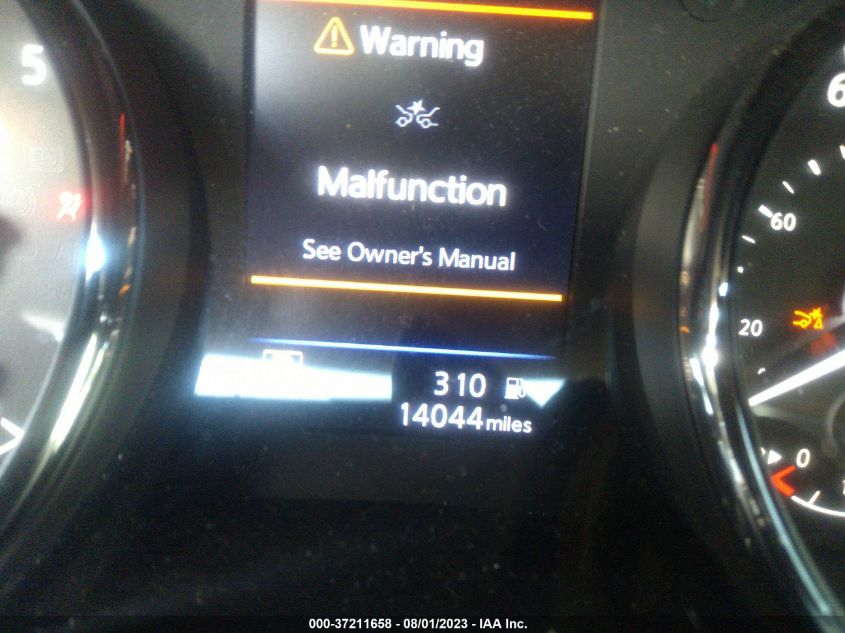 5
Warning
6
Malfunction
60
See Owner's Manual
20
310
14044 miles
0
000-37211658 - 08/01/2023 - IAA Inc.